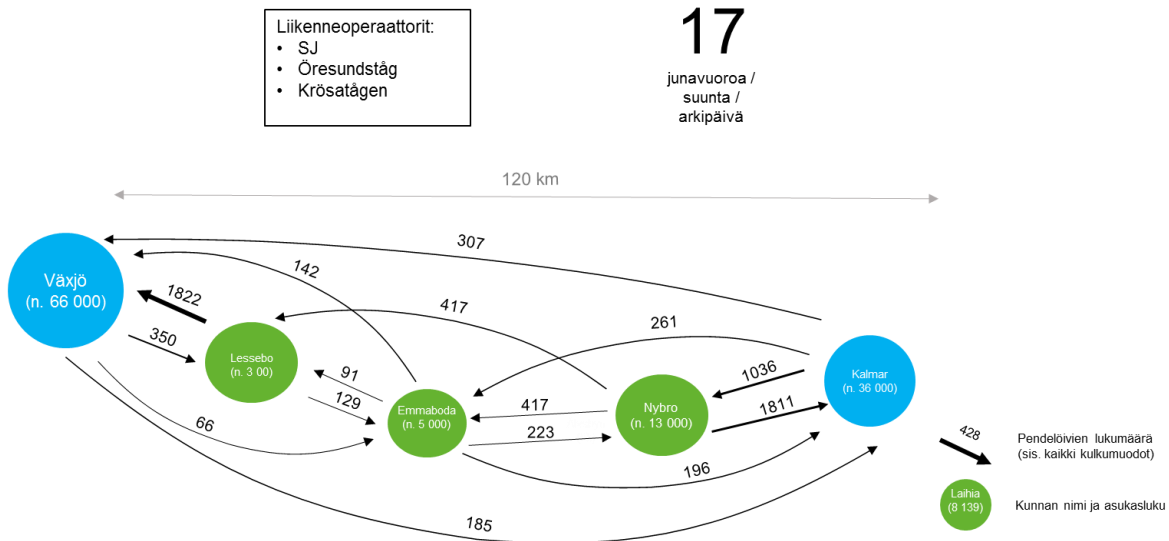 Liikenneoperaattorit:
• SJ
• Öresundståg
• Krösatågen
17
junavuoroa /
suunta /
arkipäivä
120 km
307
142
Växjö
(n. 66 000)
1822
417
261
350
Lessebo
(n. 3 00)
91
129
1036
Kalmar
(n. 36 000)
Emmaboda
(n. 5 000)
417
223
Nybro
(n. 13 000)
1811
66
196
185
428
Pendelöivien lukumäärä
(sis. kaikki kulkumuodot)
Laihia
(8 139)
Kunnan nimi ja asukasluku